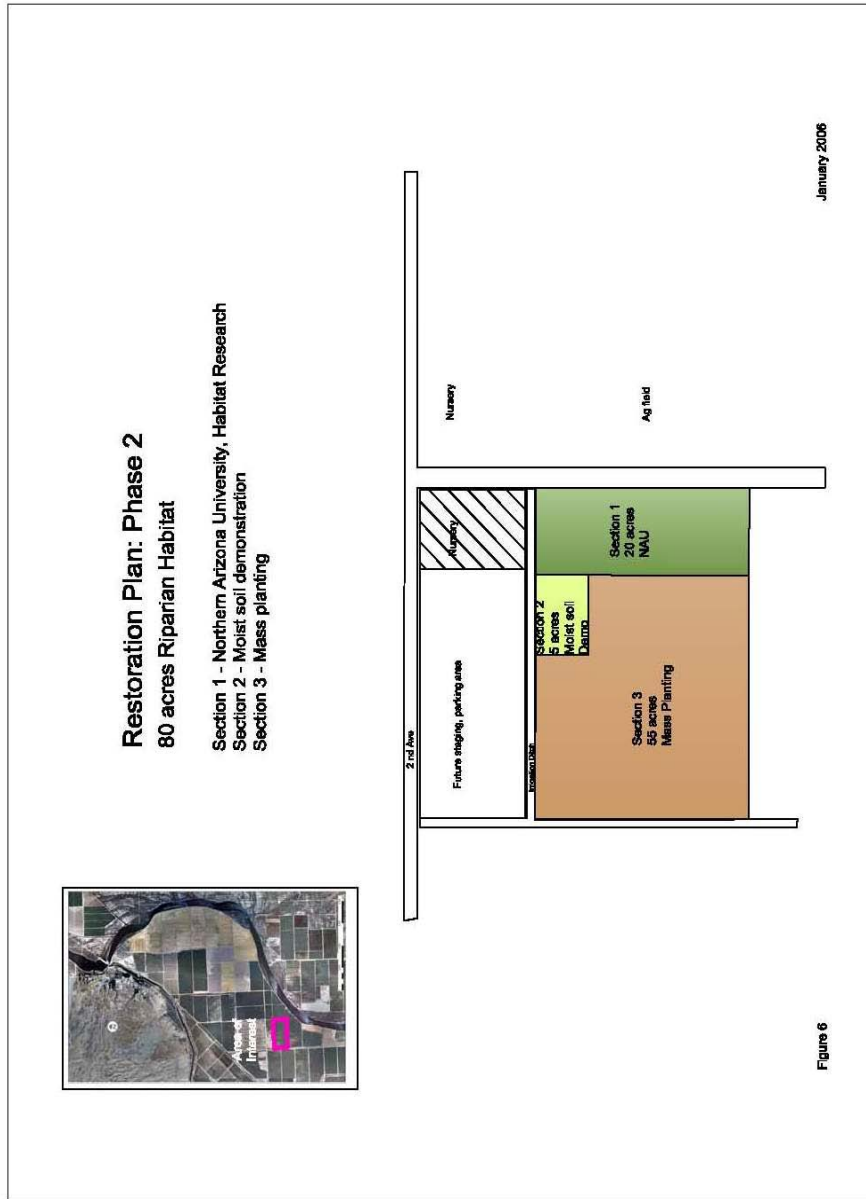 Restoration Plan: Phase 2
80 acres Riparian Habitat
Section 1 - Northern Arizona University, Habitat Research
Section 2 - Moist soil demonstration
Section 3 - Mass planting
Area of
Interest
2 nd Ave
Future staging, parking area
Nursery
Nursery
Irrigation Ditch
Section 3
55 acres
Mass Planting
Section 2
5 acres
Moist soil
Demo
Section 1
20 acres
NAU
Ag field
Figure 6
January 2006